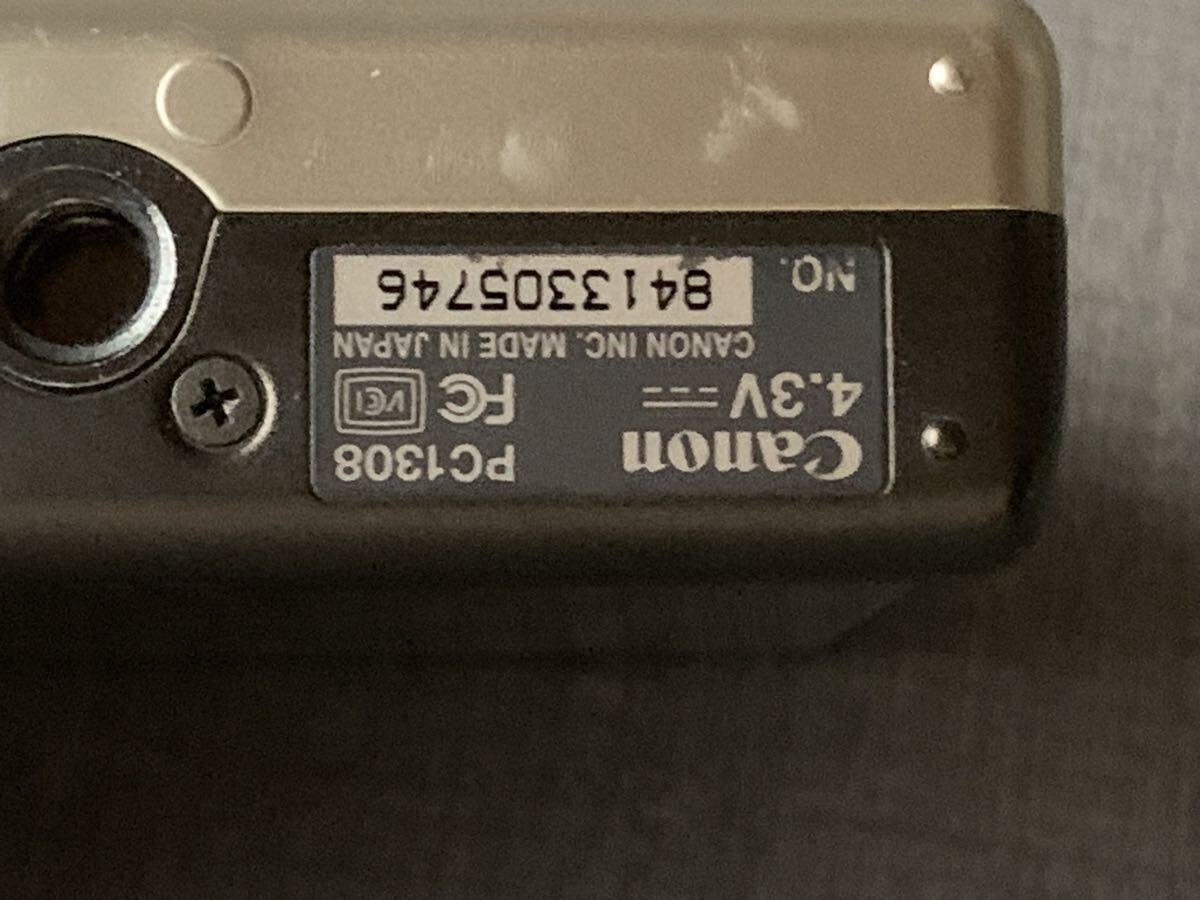 Canon PC1308
4.3V FC VCI
CANON INC. MADE IN JAPAN
NO. 8413305746